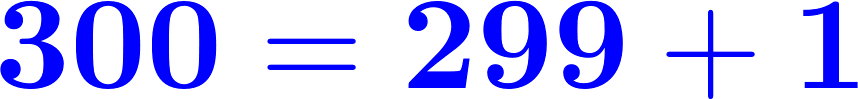 300 = 299 + 1